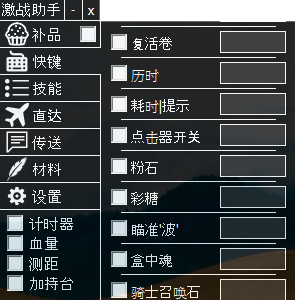 激战助手 - x
补品
快键
技能
直达
传送
材料
设置
计时器
血量
测距
加持台
复活卷
历时
耗时|提示
点击器开关
粉石
彩糖
瞄准'波'
盒中魂
骑士召唤石